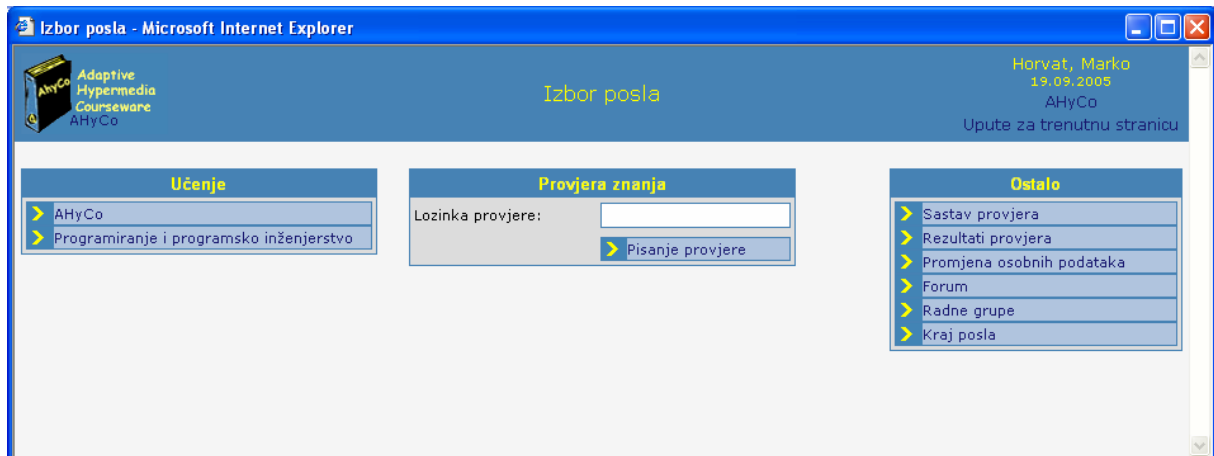 Izbor posla - Microsoft Internet Explorer
AHyCo
Adaptive
Hypermedia
Courseware
AHyCo
Izbor posla
Horvat, Marko
19.09.2005
AHyCo
Upute za trenutnu stranicu
Učenje
AHyCo
Programiranje i programsko inženjerstvo
Provjera znanja
Lozinka provjere:
Pisanje provjere
Ostalo
Sastav provjera
Rezultati provjera
Promjena osobnih podataka
Forum
Radne grupe
Kraj posla